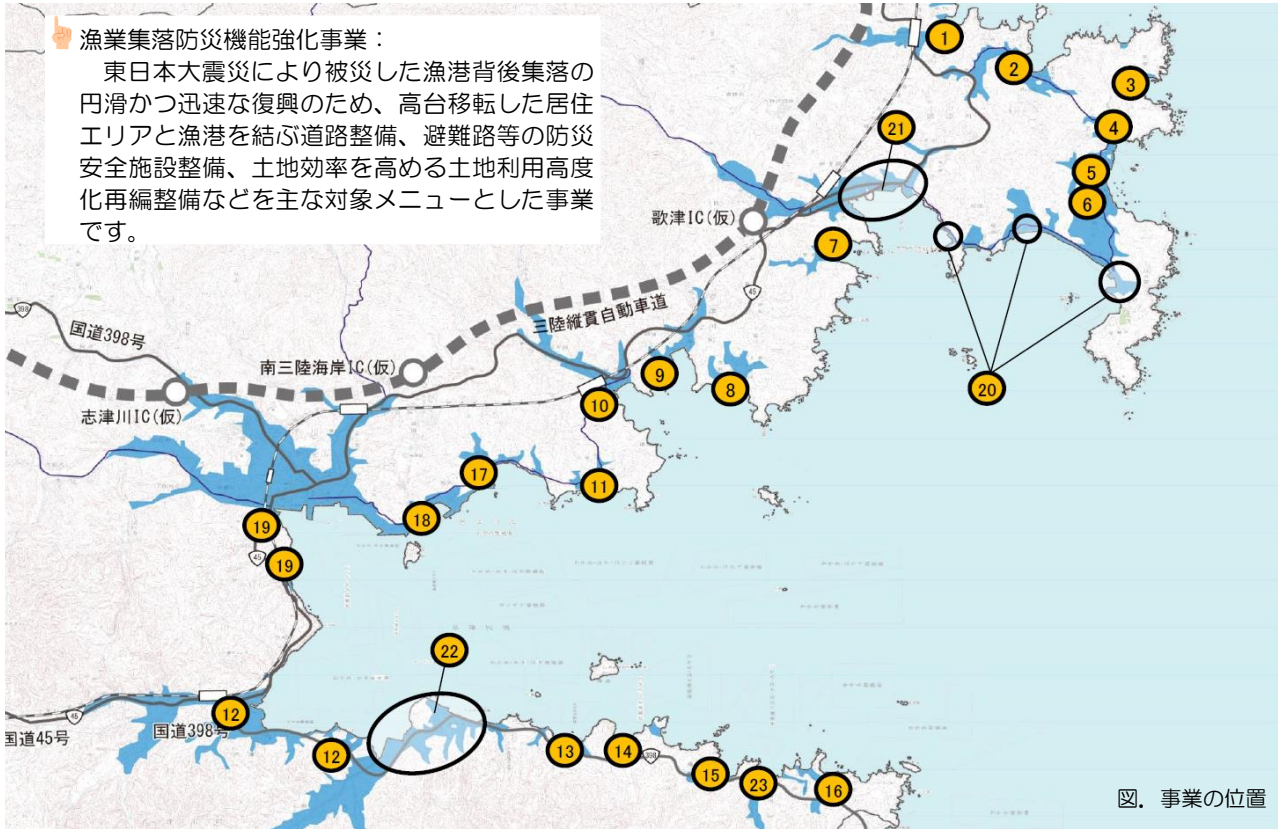 漁業集落防災機能強化事業：
東日本大震災により被災した漁港背後集落の
円滑かつ迅速な復興のため、高台移転した居住
エリアと漁港を結ぶ道路整備、避難路等の防災
安全施設整備、土地効率を高める土地利用高度
化再編整備などを主な対象メニューとした事業
です。
1
2
3
4
21
5
6
歌津IC(仮)
7
45
三陸縦貫自動車道
398
国道398号
南三陸海岸IC(仮)
志津川IC(仮)
9
8
10
20
17
11
18
19
45
19
22
12
45
国道45号
国道398号
12
13
14
398
15
23
16
図．事業の位置